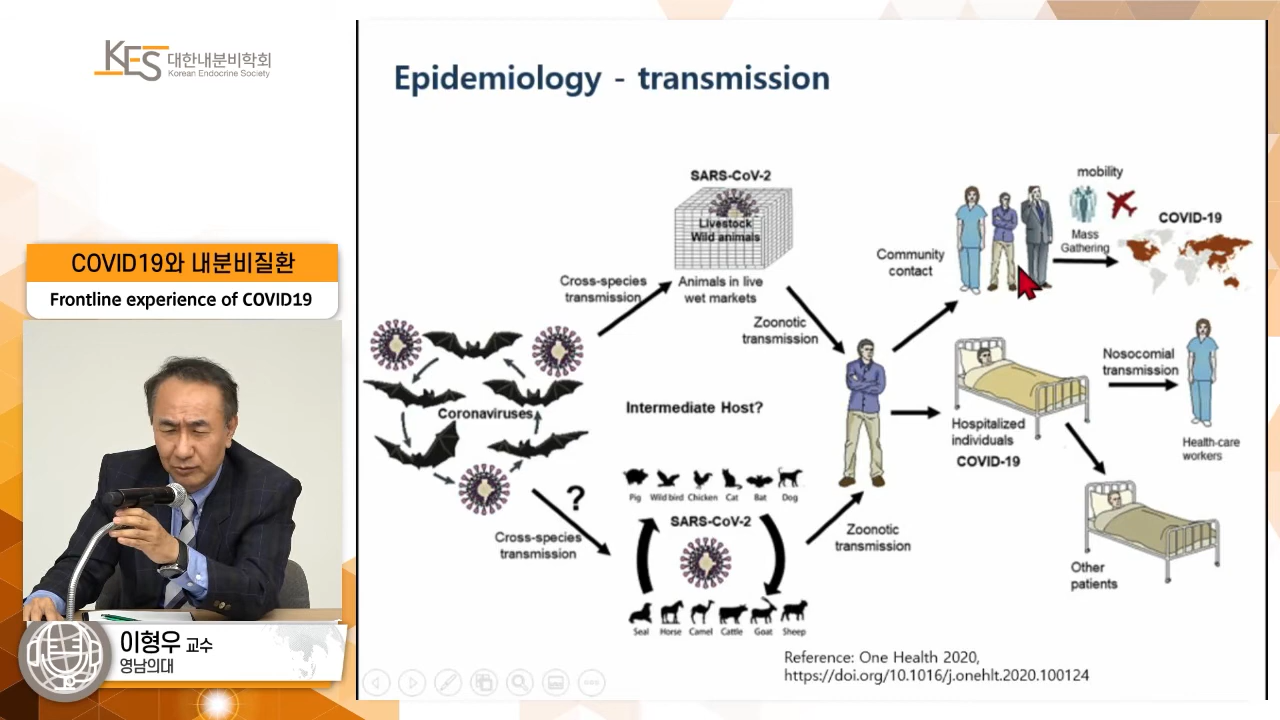 KES 대한내분비학회
Korean Endocrine Society
COVID19와 내분비질환
Frontline experience of COVID19
이형우 교수
영남의대
Epidemiology - transmission
SARS-CoV-2
Livestock
Wild animals
Animals in live
wet markets
Cross-species
transmission
Zoonotic
transmission
Coronaviruses
Intermediate Host?
?
Cross-species
transmission
Pig Wild bird Chicken Cat Bat Dog
SARS-CoV-2
Seal Horse Camel Cattle Goat Sheep
Zoonotic
transmission
Community
contact
mobility
Mass
Gathering
COVID-19
Hospitalized
individuals
COVID-19
Nosocomial
transmission
Health-care
workers
Other
patients
Reference: One Health 2020,
https://doi.org/10.1016/j.onehlt.2020.100124